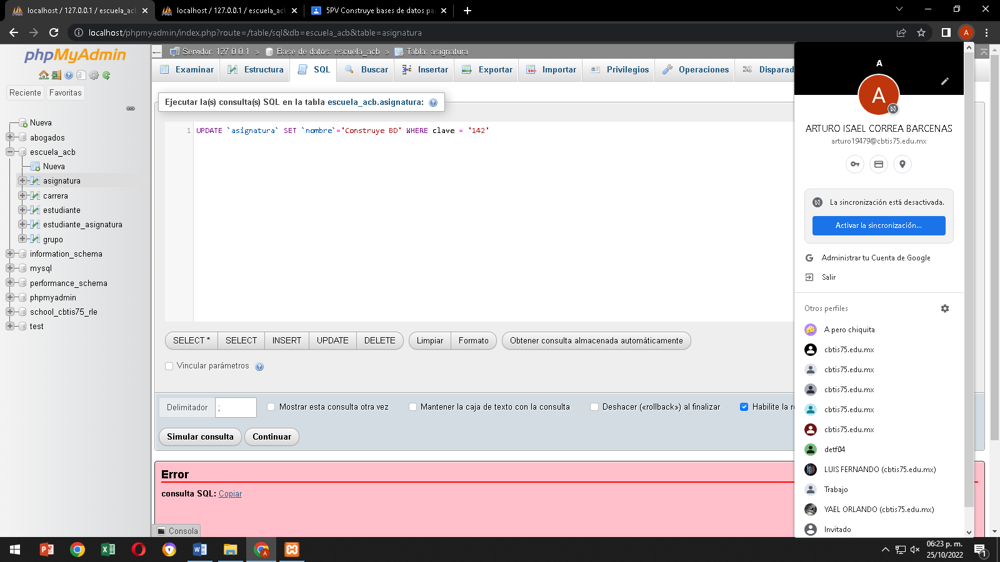 localhost / 127.0.0.1 / escuela_acb
localhost / 127.0.0.1 / escuela_acb
5PV Construye bases de datos pa
localhost/phpmyadmin/index.php?route=/table/sql&db=escuela_acb&table=asignatura
A
phpMyAdmin
Reciente
Favoritas
Nueva
abogados
escuela_acb
Nueva
asignatura
carrera
estudiante
estudiante_asignatura
grupo
information_schema
mysql
performance_schema
phpmyadmin
school_cbtis75_rle
test
Servidor: 127.0.0.1 » Base de datos: escuela_acb » Tabla: asignatura
Examinar
Estructura
SQL
Buscar
Insertar
Exportar
Importar
Privilegios
Operaciones
Disparad
Ejecutar la(s) consulta(s) SQL en la tabla escuela_acb.asignatura:
1 UPDATE `asignatura` SET `nombre`='Construye BD' WHERE clave = '142'
SELECT *
SELECT
INSERT
UPDATE
DELETE
Limpiar
Formato
Obtener consulta almacenada automáticamente
Vincular parámetros
Delimitador
;
Mostrar esta consulta otra vez
Mantener la caja de texto con la consulta
Deshacer («rollback») al finalizar
Habilite la r
Simular consulta
Continuar
Error
consulta SQL: Copiar
Consola
A
A
ARTURO ISAEL CORREA BARCENAS
arturo19479@cbtis75.edu.mx
La sincronización está desactivada.
Activar la sincronización...
Administrar tu Cuenta de Google
Salir
Otros perfiles
A pero chiquita
cbtis75.edu.mx
cbtis75.edu.mx
cbtis75.edu.mx
cbtis75.edu.mx
cbtis75.edu.mx
detf04
LUIS FERNANDO (cbtis75.edu.mx)
Trabajo
YAEL ORLANDO (cbtis75.edu.mx)
Invitado
06:23 p. m.
25/10/2022
1